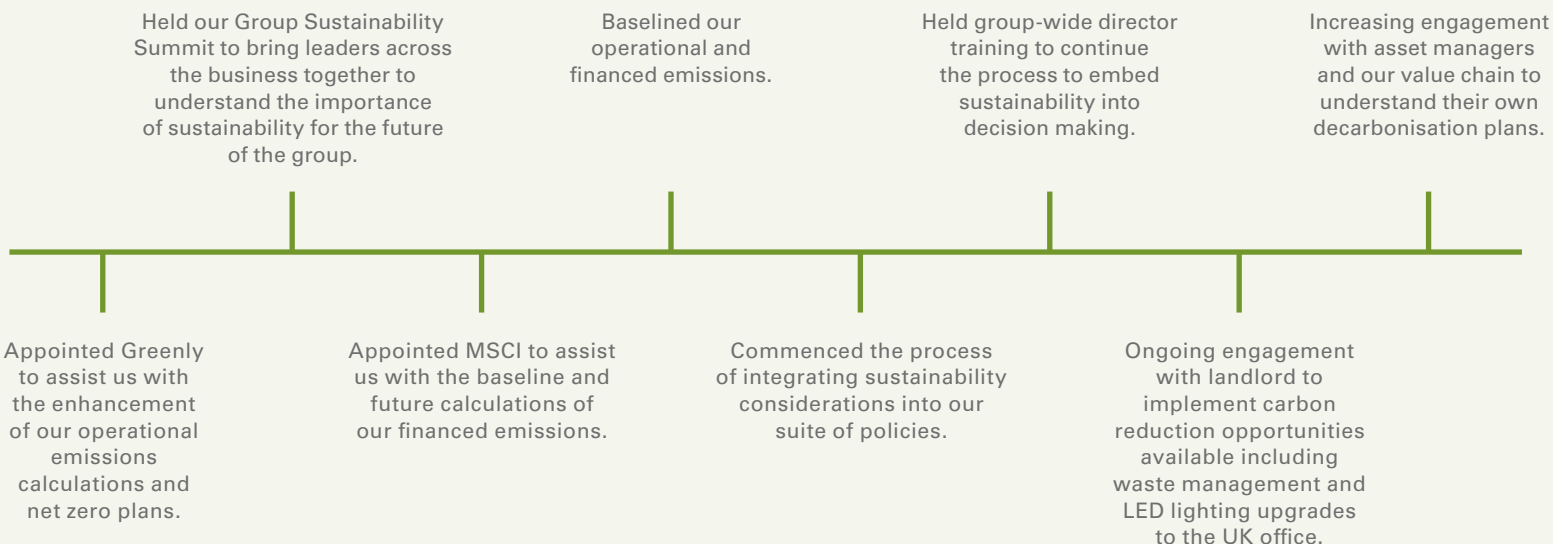 Held our Group Sustainability
Summit to bring leaders across
the business together to
understand the importance
of sustainability for the future
of the group.
Baselined our
operational and
financed emissions.
Held group-wide director
training to continue
the process to embed
sustainability into
decision making.
Increasing engagement
with asset managers
and our value chain to
understand their own
decarbonisation plans.
Appointed Greenly
to assist us with
the enhancement
of our operational
emissions
calculations and
net zero plans.
Appointed MSCI to assist
us with the baseline and
future calculations of
our financed emissions.
Commenced the process
of integrating sustainability
considerations into our
suite of policies.
Ongoing engagement
with landlord to
implement carbon
reduction opportunities
available including
waste management and
LED lighting upgrades
to the UK office.